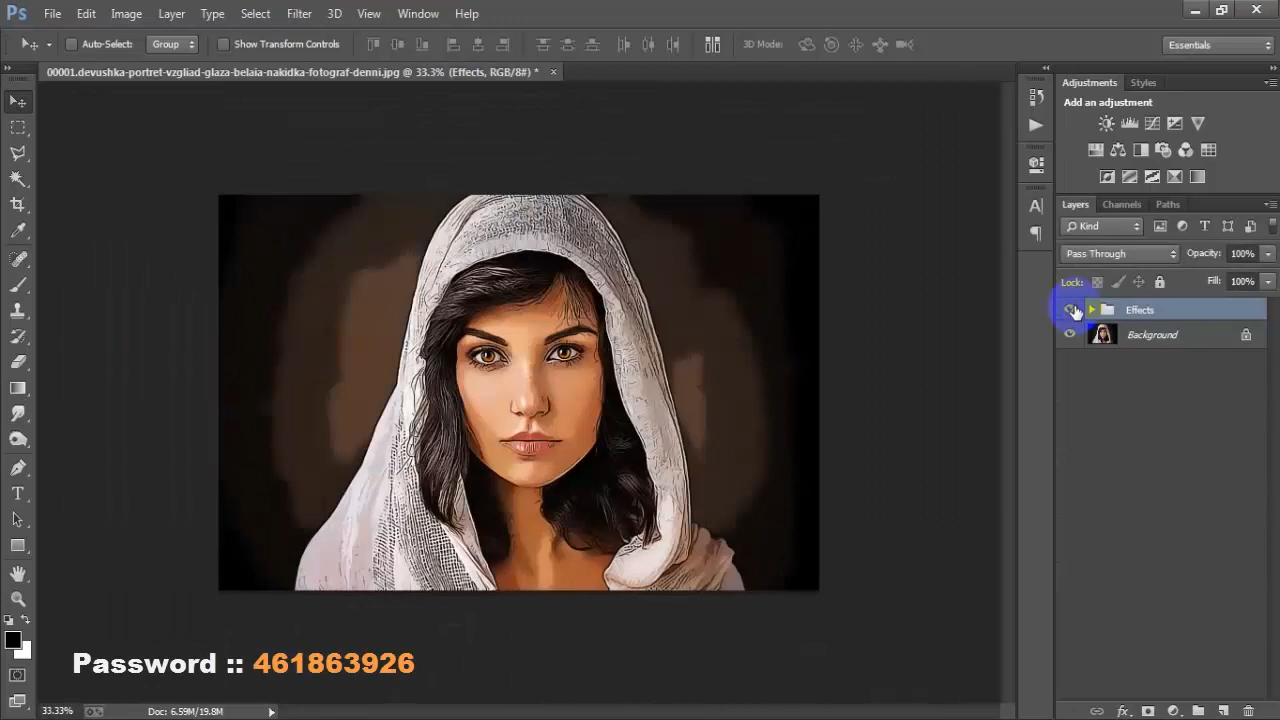 Ps File Edit Image Layer Type Select Filter 3D View Window Help
Auto-Select: Group Show Transform Controls 3D Mode: Essentials
00001.devushka-portret-vzgliad-glaza-belaia-nakidka-fotograf-denni.jpg @ 33.3% (Effects, RGB/8#) * ×
Adjustments Styles
Add an adjustment
Layers Channels Paths
Kind
Pass Through Opacity: 100%
Lock: Fill: 100%
Effects
Background
Password :: 461863926
33.33% Doc: 6.59M/19.8M